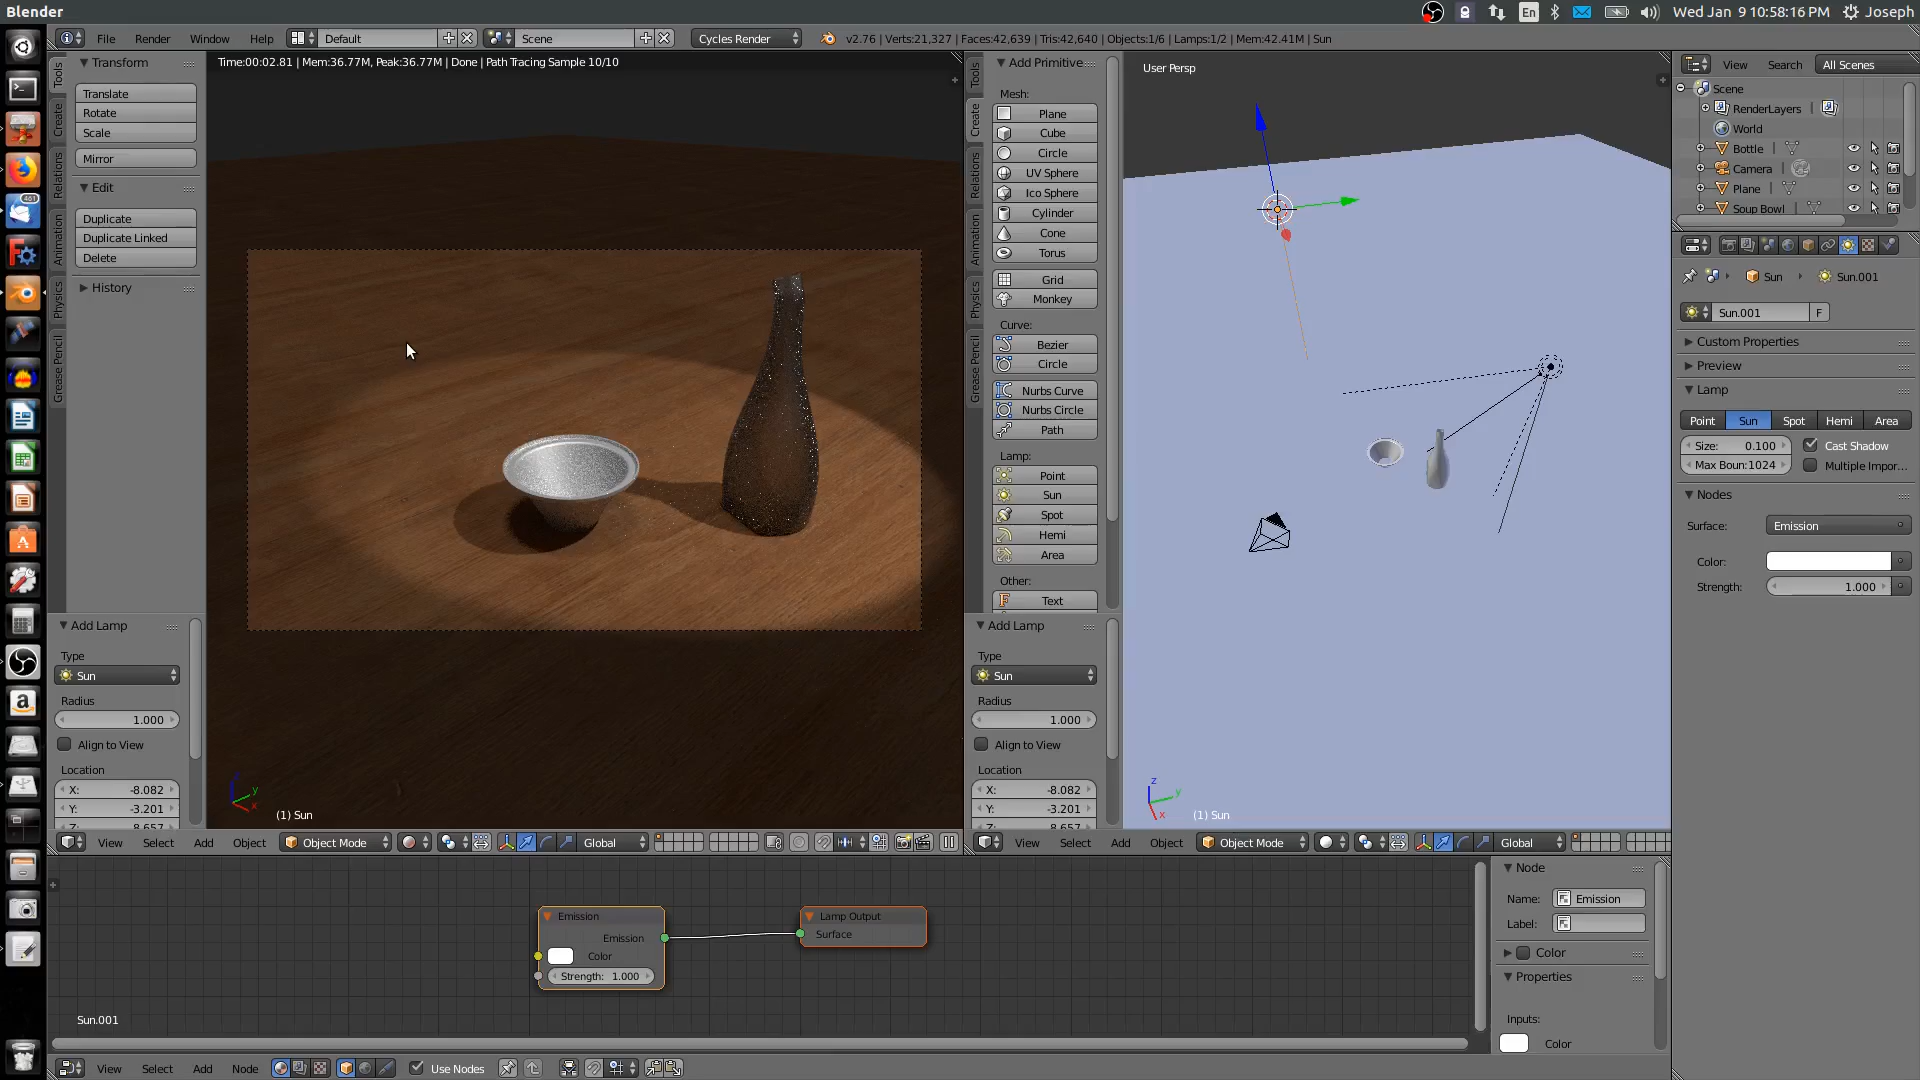 Blender
En
Wed Jan 9 10:58:16 PM
Joseph
File Render Window Help
Default
Scene
Cycles Render
v2.76 | Verts:21,327 | Faces:42,639 | Tris:42,640 | Objects:1/6 | Lamps:1/2 | Mem:42.41M | Sun
Time:00:02.81 | Mem:36.77M, Peak:36.77M | Done | Path Tracing Sample 10/10
Tools
Create
Relations
Animation
Physics
Grease Pencil
Transform
Translate
Rotate
Scale
Mirror
Edit
Duplicate
Duplicate Linked
Delete
History
Add Lamp
Type
Sun
Radius
1.000
Align to View
Location
X: -8.082
Y: -3.201
Z: 8.657
(1) Sun
View Select Add Object
Object Mode
Global
Tools
Create
Relations
Animation
Physics
Grease Pencil
Add Primitive
Mesh:
Plane
Cube
Circle
UV Sphere
Ico Sphere
Cylinder
Cone
Torus
Grid
Monkey
Curve:
Bezier
Circle
Nurbs Curve
Nurbs Circle
Path
Lamp:
Point
Sun
Spot
Hemi
Area
Other:
Text
Add Lamp
Type
Sun
Radius
1.000
Align to View
Location
X: -8.082
Y: -3.201
Z: 8.657
User Persp
(1) Sun
View Select Add Object
Object Mode
Global
View Search All Scenes
Scene
RenderLayers |
World
Bottle
Camera
Plane
Soup Bowl
Sun
Sun.001
Sun.001
F
Custom Properties
Preview
Lamp
Point Sun Spot Hemi Area
Size: 0.100
Cast Shadow
Max Boun:1024
Multiple Impor...
Nodes
Surface: Emission
Color:
Strength: 1.000
Emission
Emission
Color
Strength: 1.000
Lamp Output
Surface
Sun.001
Node
Name: Emission
Label:
Color
Properties
Inputs:
Color
View Select Add Node
Use Nodes